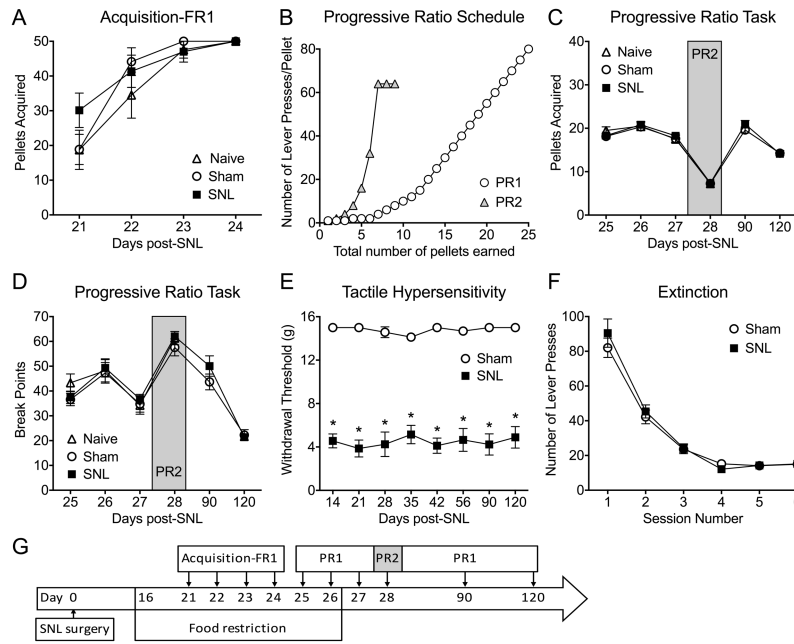 A
Acquisition-FR1
Pellets Acquired
50
40
30
20
10
0
Naive
Sham
SNL
21 22 23 24
Days post-SNL
B
Progressive Ratio Schedule
Number of Lever Presses/Pellet
80
60
40
20
0
PR1
PR2
0 5 10 15 20 25
Total number of pellets earned
C
Progressive Ratio Task
Pellets Acquired
40
30
20
10
0
Naive
Sham
SNL
PR2
25 26 27 28 90 120
Days post-SNL
D
Progressive Ratio Task
Break Points
70
60
50
40
30
20
10
0
Naive
Sham
SNL
PR2
25 26 27 28 90 120
Days post-SNL
E
Tactile Hypersensitivity
Withdrawal Threshold (g)
16
12
8
4
0
Sham
SNL
* * * * * * * *
14 21 28 35 42 56 90 120
Days post-SNL
F
Extinction
Number of Lever Presses
100
80
60
40
20
0
Sham
SNL
1 2 3 4 5
Session Number
G
Acquisition-FR1 PR1 PR2 PR1
Day 0 16 21 22 23 24 25 26 27 28 90 120
SNL surgery Food restriction